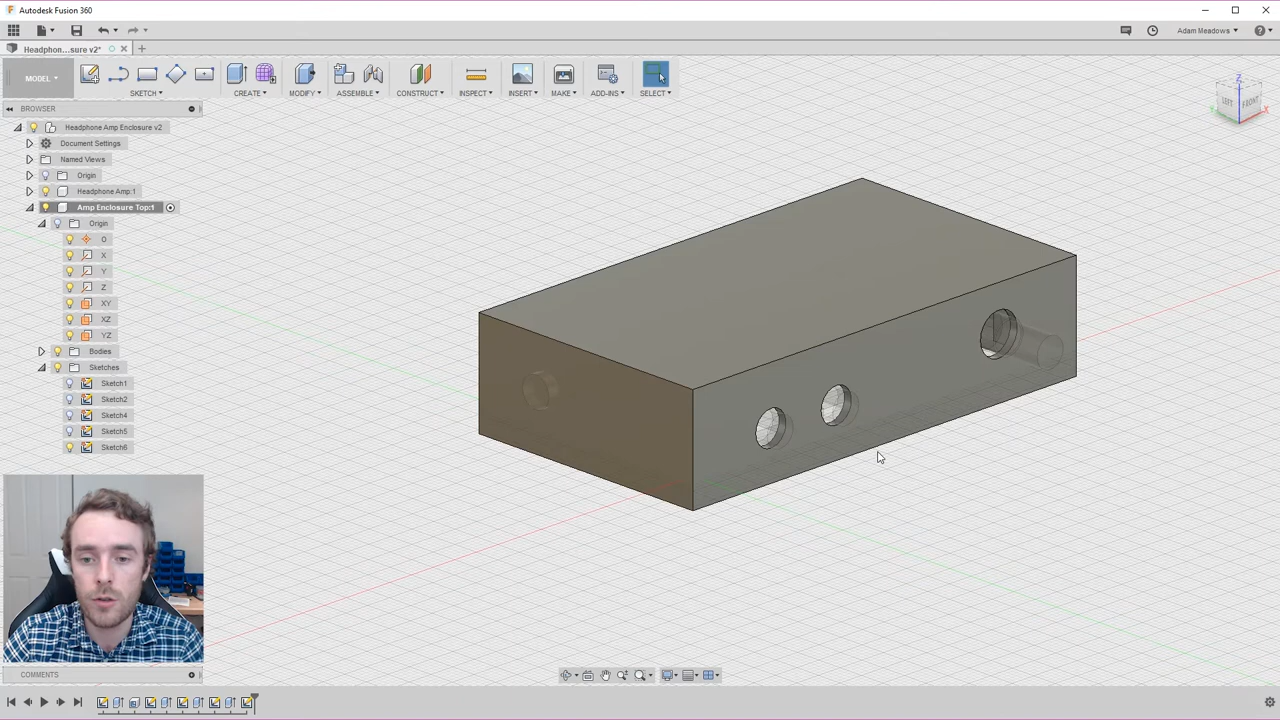 Autodesk Fusion 360
Adam Meadows
Headphon...sure v2*
MODEL
SKETCH
CREATE
MODIFY
ASSEMBLE
CONSTRUCT
INSPECT
INSERT
MAKE
ADD-INS
SELECT
Z
LEFT
FRONT
X
Y
BROWSER
Headphone Amp Enclosure v2
Document Settings
Named Views
Origin
Headphone Amp:1
Amp Enclosure Top:1
Origin
O
X
Y
Z
XY
XZ
YZ
Bodies
Sketches
Sketch1
Sketch2
Sketch4
Sketch5
Sketch6
COMMENTS